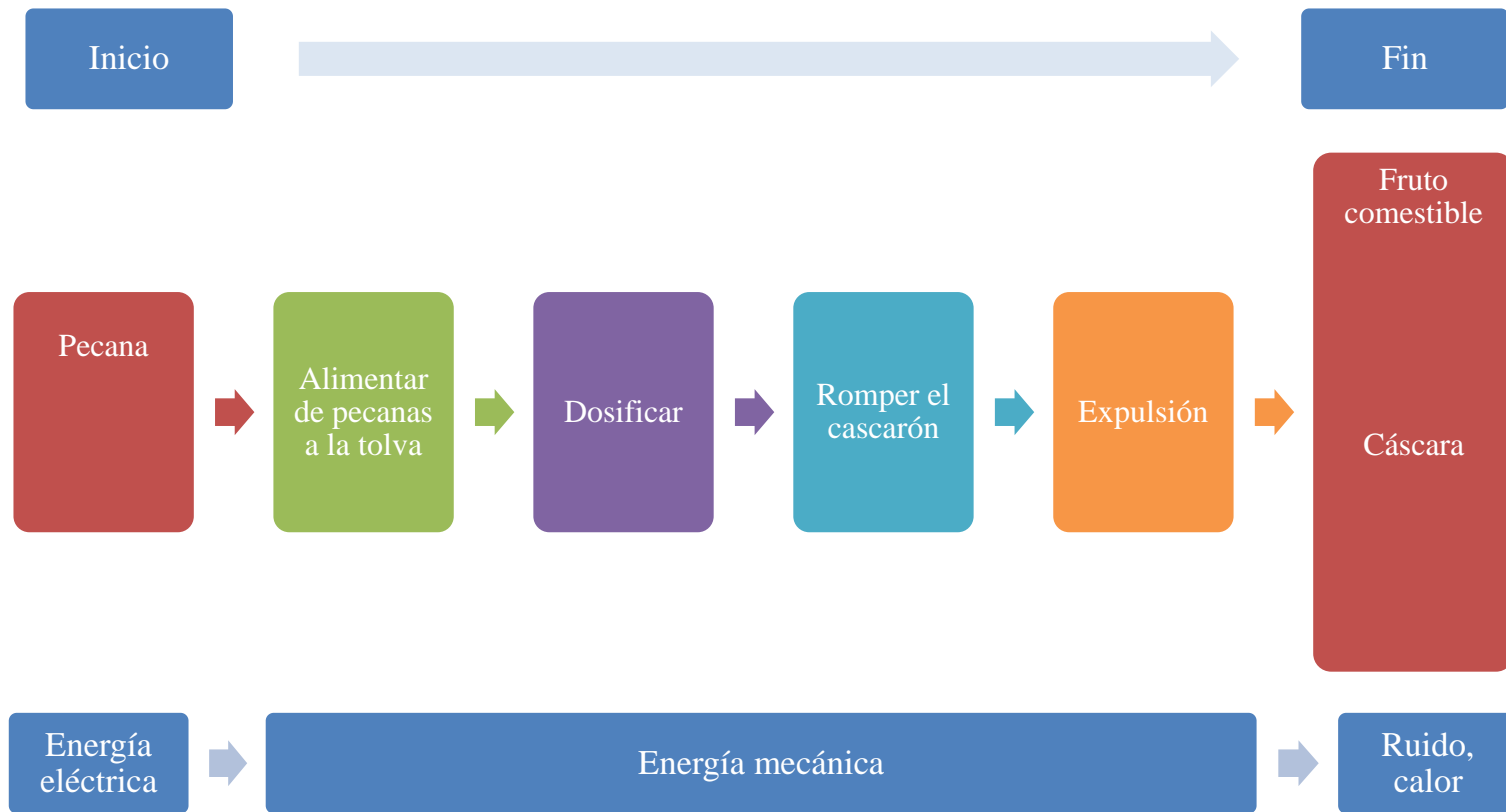 Inicio
Fin
Pecana
Alimentar
de pecanas
a la tolva
Dosificar
Romper el
cascarón
Expulsión
Fruto
comestible
Cáscara
Energía
eléctrica
Energía mecánica
Ruido,
calor